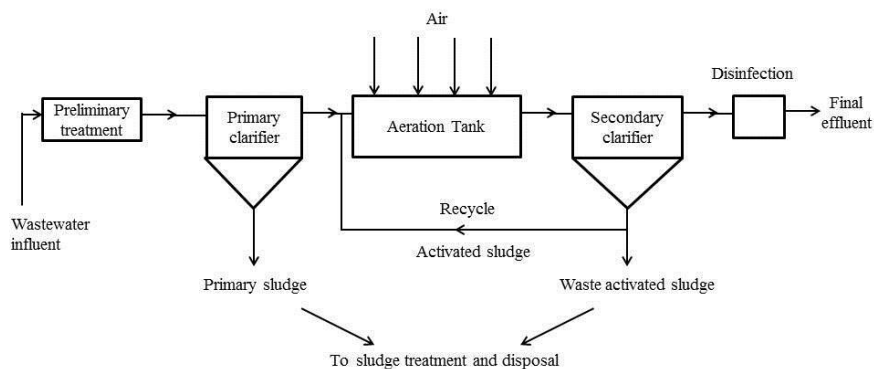 Air
Disinfection
Preliminary
treatment
Primary
clarifier
Aeration Tank
Secondary
clarifier
Final
effluent
Wastewater
influent
Recycle
Activated sludge
Primary sludge
Waste activated sludge
To sludge treatment and disposal